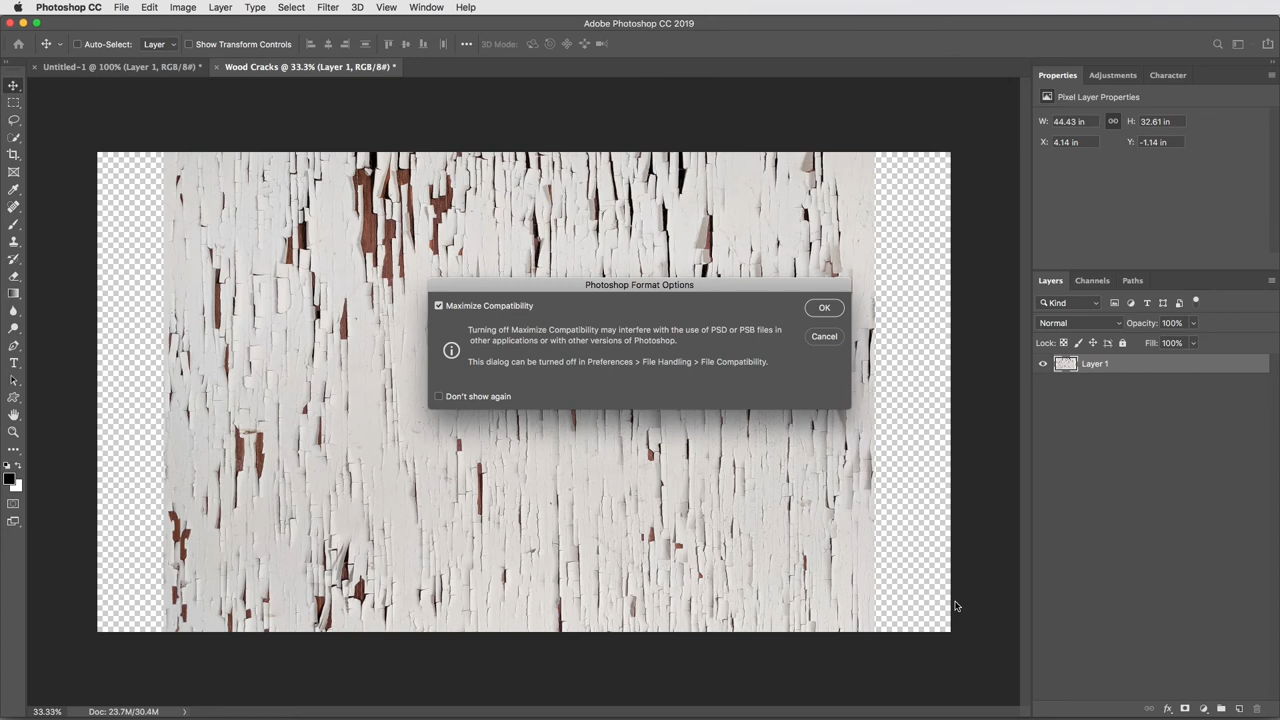 Photoshop CC File Edit Image Layer Type Select Filter 3D View Window Help
Adobe Photoshop CC 2019
Auto-Select: Layer Show Transform Controls 3D Mode:
Untitled-1 @ 100% (Layer 1, RGB/8#) * Wood Cracks @ 33.3% (Layer 1, RGB/8#) *
Properties Adjustments Character
Pixel Layer Properties
W: 44.43 in H: 32.61 in
X: 4.14 in Y: -1.14 in
Photoshop Format Options
Maximize Compatibility OK
Turning off Maximize Compatibility may interfere with the use of PSD or PSB files in
other applications or with other versions of Photoshop.
Cancel
This dialog can be turned off in Preferences > File Handling > File Compatibility.
Don't show again
Layers Channels Paths
Kind
Normal Opacity: 100%
Lock: Fill: 100%
Layer 1
33.33% Doc: 23.7M/30.4M